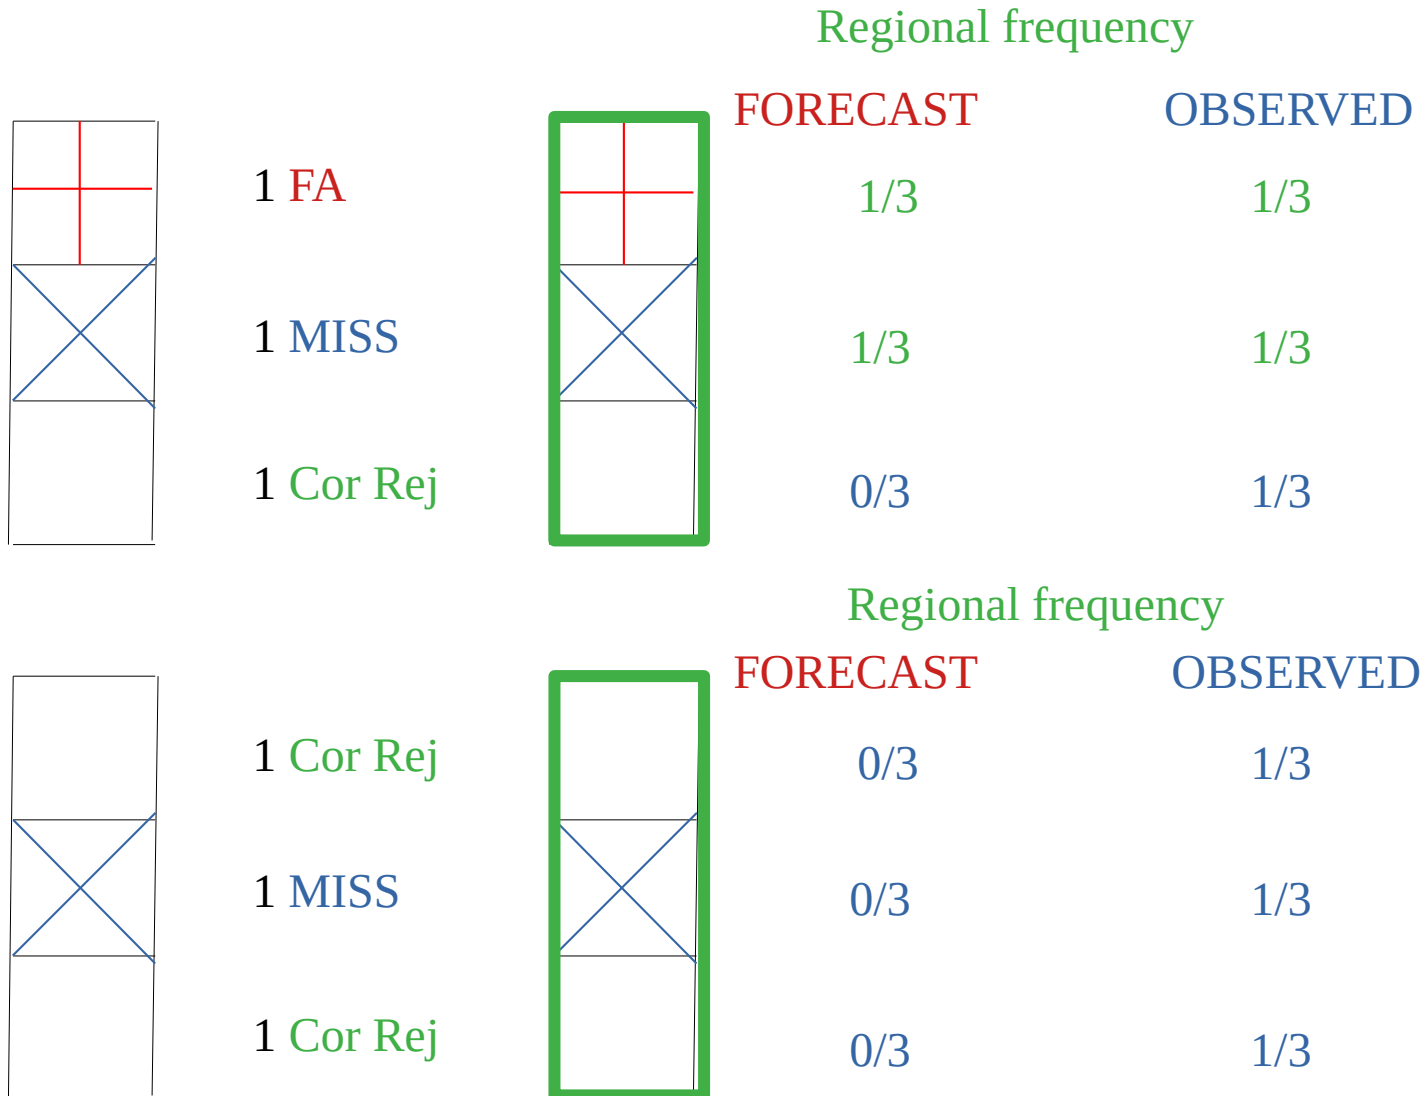 Regional frequency
FORECAST OBSERVED
1 FA 1/3 1/3
1 MISS 1/3 1/3
1 Cor Rej 0/3 1/3
Regional frequency
FORECAST OBSERVED
1 Cor Rej 0/3 1/3
1 MISS 0/3 1/3
1 Cor Rej 0/3 1/3